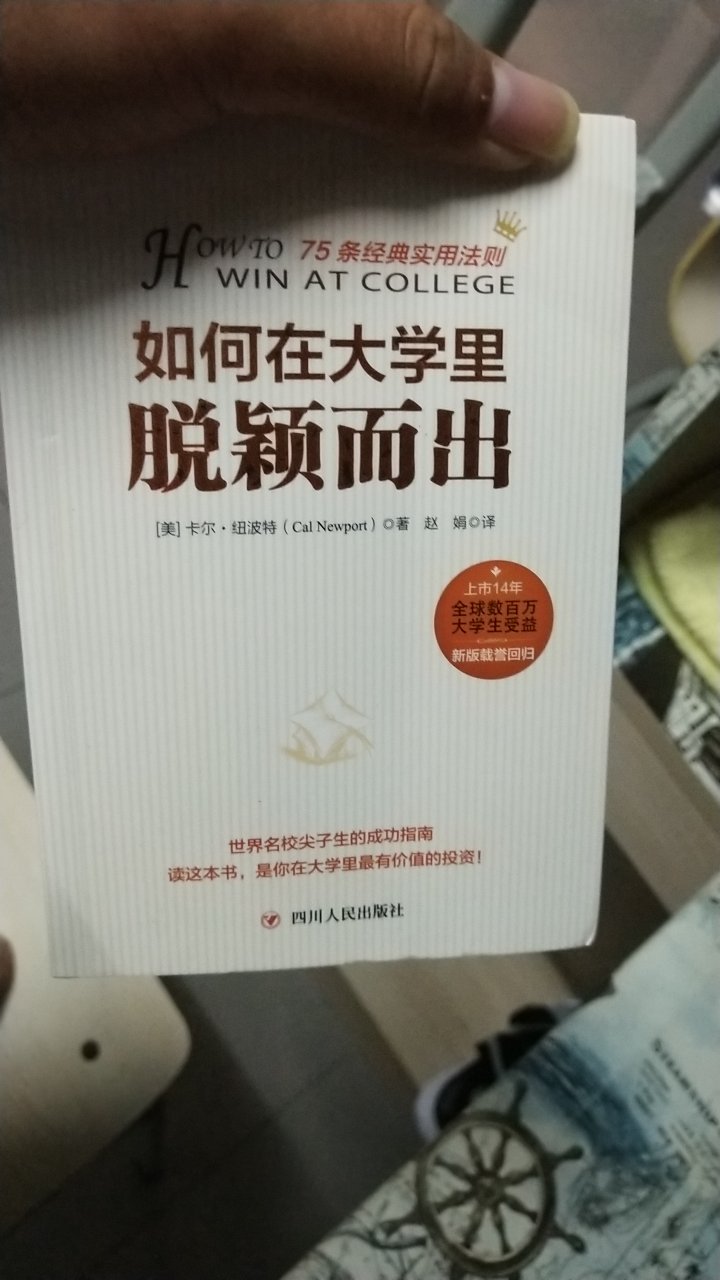 HOW TO 75条经典实用法则
WIN AT COLLEGE
如何在大学里
脱颖而出
[美]卡尔·纽波特（Cal Newport）◎著 赵 娟◎译
上市14年
全球数百万
大学生受益
新版载誉回归
世界名校尖子生的成功指南
读这本书，是你在大学里最有价值的投资！
四川人民出版社